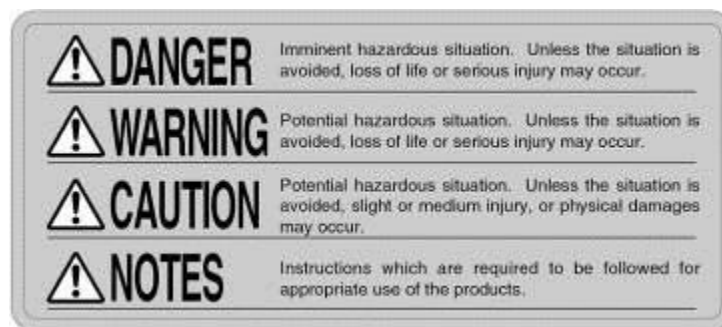 DANGER
Imminent hazardous situation. Unless the situation is
avoided, loss of life or serious injury may occur.
WARNING
Potential hazardous situation. Unless the situation is
avoided, loss of life or serious injury may occur.
CAUTION
Potential hazardous situation. Unless the situation is
avoided, slight or medium injury, or physical damages
may occur.
NOTES
Instructions which are required to be followed for
appropriate use of the products.